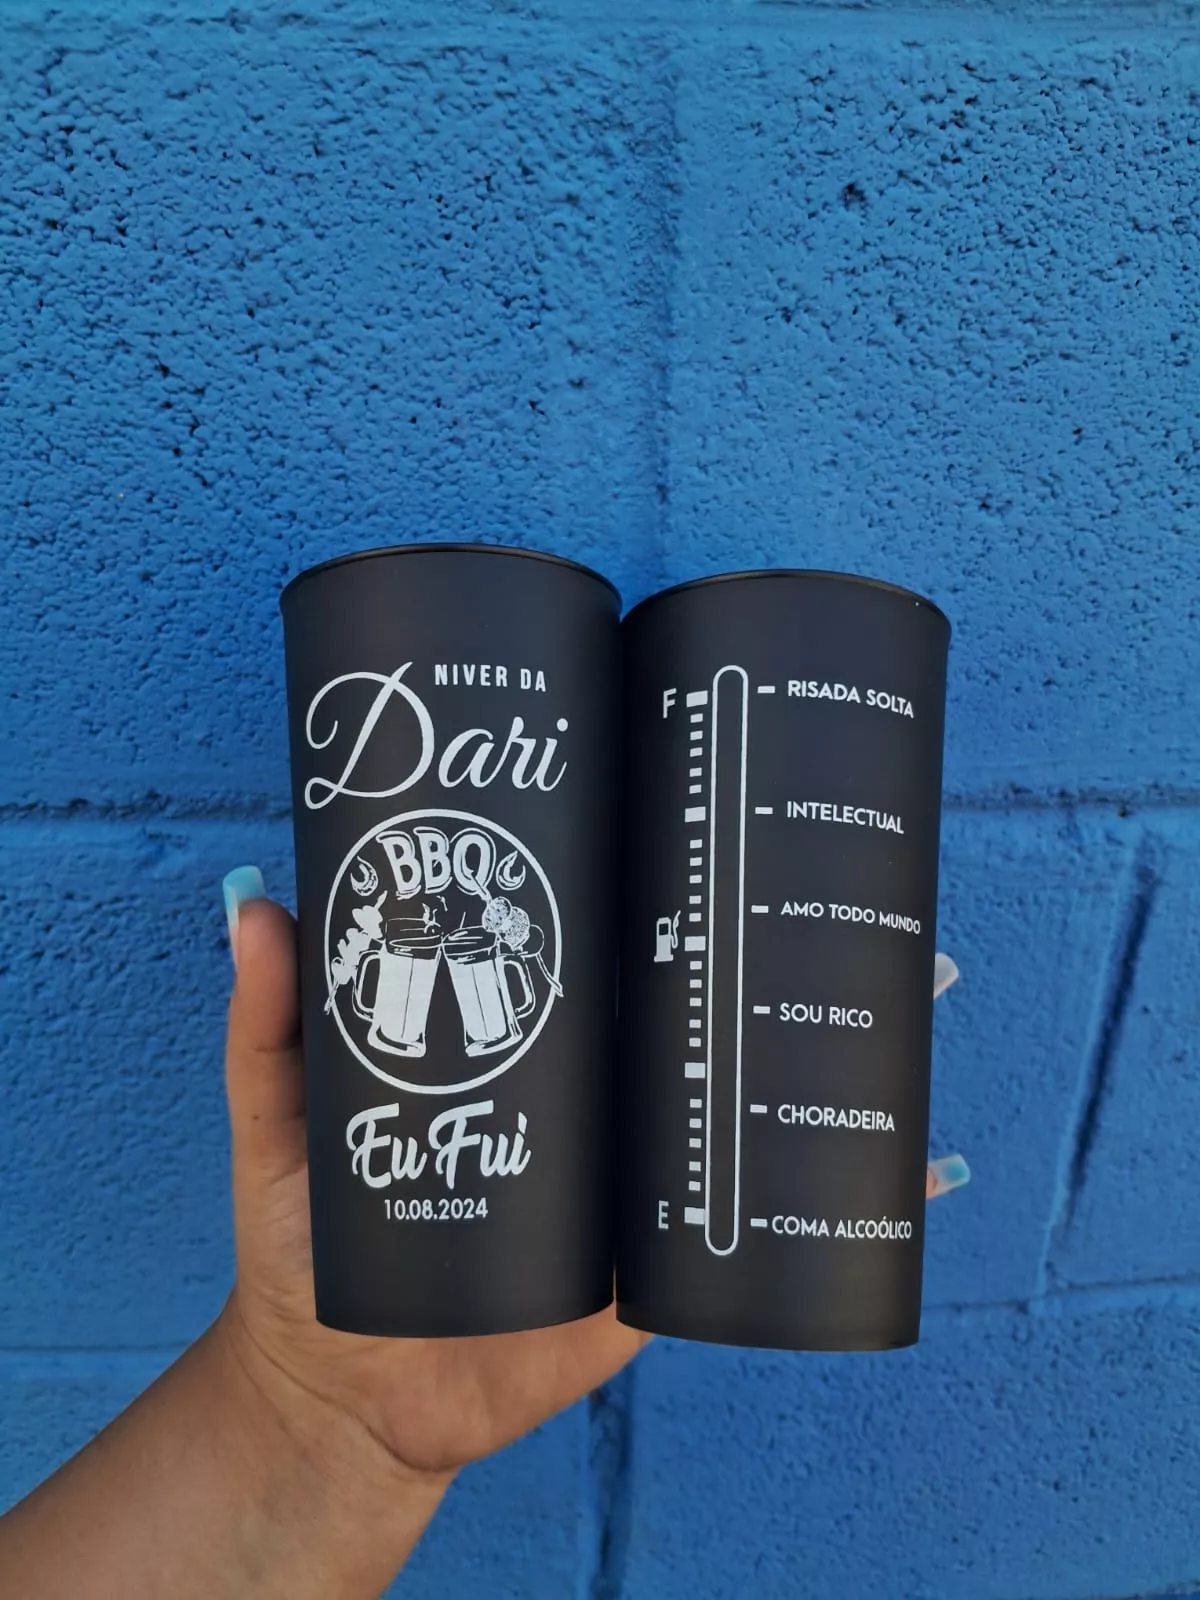 NIVER DA
Dari
BBQ
Eu Fui
10.08.2024
F
RISADA SOLTA
INTELECTUAL
AMO TODO MUNDO
SOU RICO
CHORADEIRA
E
COMA ALCOÓLICO